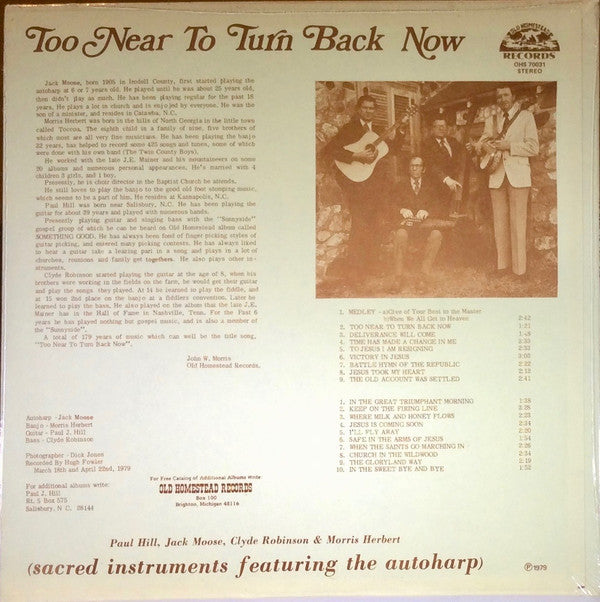 Too Near To Turn Back Now
OLD HOMESTEAD
RECORDS
OHS 70031
STEREO
Jack Moose, born 1905 in Iredell County, first started playing the
autoharp at 6 or 7 years old. He played until he was about 25 years old,
then didn't play as much. He has been playing regular for the past 18
years. He plays a lot in church and is enjoyed by everyone. He was the
son of a minister, and resides in Catawba, N.C.
Morris Herbert was born in the hills of North Georgia in the little town
called Toccoa. The eighth child in a family of nine, five brothers of
which most are all very fine musicians. He has been playing the banjo
22 years, has helped to record some 425 songs and tunes, some of which
were done with his own band (The Twin County Boys).
He worked with the late J.E. Mainer and his mountaineers on some
20 albums and numerous personal appearances. He's married with 4
children 3 girls, and 1 boy.
Presently, he is choir director in the Baptist Church he attends.
He still loves to play the banjo to the good old foot stomping music,
which seems to be a part of him. He resides at Kannapolis, N.C.
Paul Hill was born near Salisbury, N.C. He has been playing the
guitar for about 39 years and played with numerous bands.
Presently playing guitar and singing bass with the "Sunnyside"
gospel group of which he can be heard on Old Homestead album called
SOMETHING GOOD. He has always been fond of finger picking styles of
guitar picking, and entered many picking contests. He has always liked
to hear a guitar take a leazing part in a song and plays in a lot of
churches, reunions and family get togethers. He also plays other in-
struments.
Clyde Robinson started playing the guitar at the age of 8, when his
brothers were working in the fields on the farm, he would get their guitar
and play the songs they played. At 14 he learned to play the fiddle, and
at 15 won 2nd place on the banjo at a fiddlers convention. Later he
learned to play the bass. He also played on the album that the late J.E.
Mainer has in the Hall of Fame in Nashville, Tenn. For the Past 6
years he has played nothing but gospel music, and is also a member of
the "Sunnyside".
A total of 179 years of music which can well be the title song,
"Too Near To Turn Back Now".
John W. Morris
Old Homestead Records,
Autoharp - Jack Moose
Banjo - Morris Herbert
Guitar - Paul J. Hill
Bass - Clyde Robinson
Photographer - Dick Jones
Recorded By Hugh Fowler
March 18th and April 22nd, 1979
For additional albums write:
Paul J. Hill
Rt. 5 Box 575
Salisbury, N.C. 28144
For Free Catalog of Additional Albums Write:
OLD HOMESTEAD RECORDS
Box 100
Brighton, Michigan 48116
1. MEDLEY - a)Give of Your Best to the Master
b)When We All Get to Heaven 2:42
2. TOO NEAR TO TURN BACK NOW 1:21
3. DELIVERANCE WILL COME 1:48
4. TIME HAS MADE A CHANGE IN ME 2:33
5. TO JESUS I AM RESIGNING 2:33
6. VICTORY IN JESUS 3:00
7. BATTLE HYMN OF THE REPUBLIC 2:22
8. JESUS TOOK MY HEART 2:12
9. THE OLD ACCOUNT WAS SETTLED 2:41
1. IN THE GREAT TRIUMPHANT MORNING 1:38
2. KEEP ON THE FIRING LINE 2:28
3. WHERE MILK AND HONEY FLOWS 2:23
4. JESUS IS COMING SOON 2:34
5. I'LL FLY AWAY 2:30
6. SAFE IN THE ARMS OF JESUS
7. WHEN THE SAINTS GO MARCHING IN
8. CHURCH IN THE WILDWOOD 2:34
9. THE GLORYLAND WAY 1:34
10. IN THE SWEET BYE AND BYE 1:52
Paul Hill, Jack Moose, Clyde Robinson & Morris Herbert
(sacred instruments featuring the autoharp)
Ⓟ1979